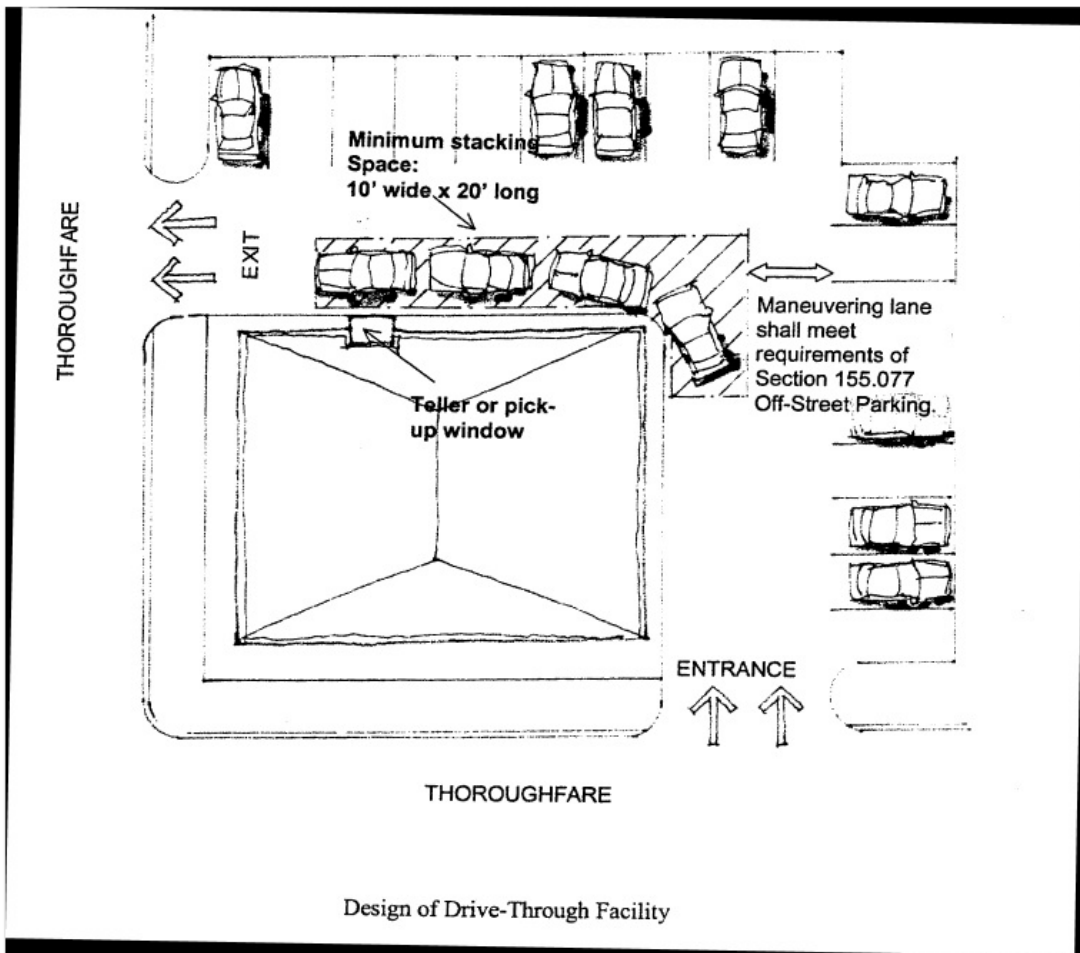 Minimum stacking
Space:
10' wide x 20' long
THOROUGHFARE
EXIT
Maneuvering lane
shall meet
requirements of
Section 155.077
Off-Street Parking.
Teller or pick-
up window
ENTRANCE
THOROUGHFARE
Design of Drive-Through Facility